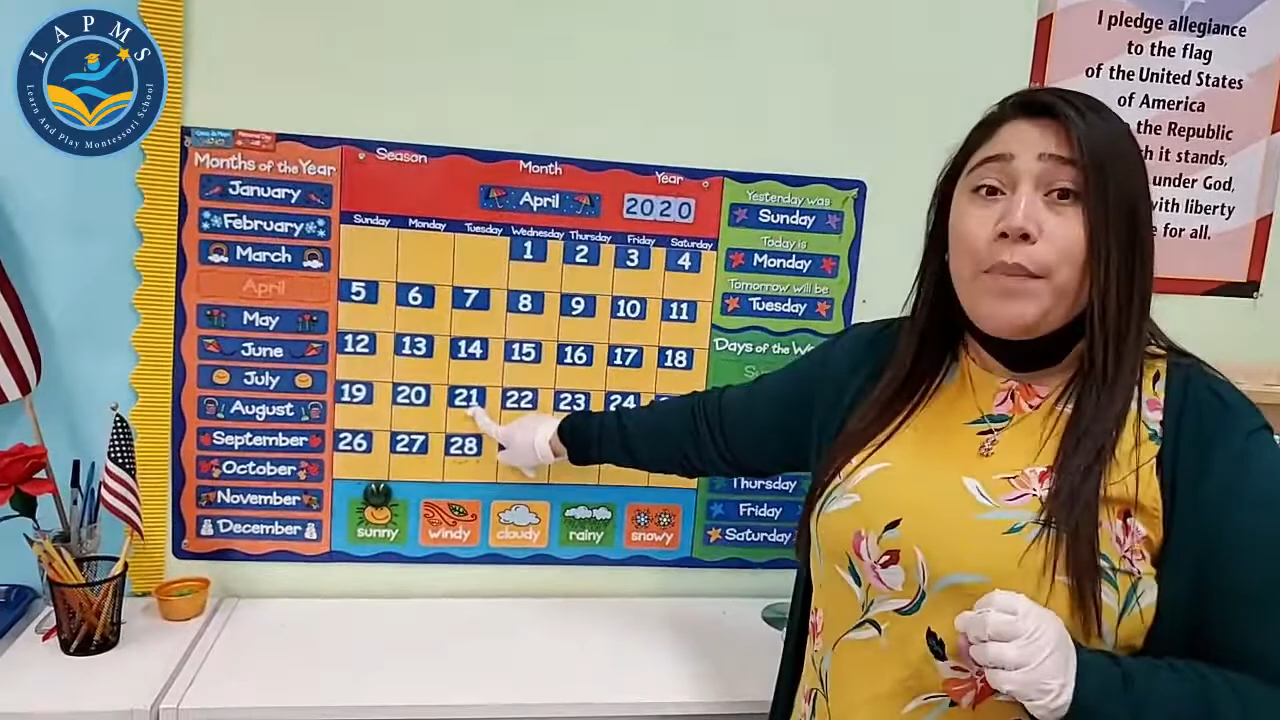 LAPMS
Learn And Play Montessori School
I pledge allegiance
to the flag
of the United States
of America
the Republic
it stands,
under God,
with liberty
for all.
Months of the Year
January
February
March
April
May
June
July
August
September
October
November
December
Season Month Year
April 2020
Sunday Monday Tuesday Wednesday Thursday Friday Saturday
1 2 3 4
5 6 7 8 9 10 11
12 13 14 15 16 17 18
19 20 21 22 23 24
26 27 28
sunny windy cloudy rainy snowy
Yesterday was
Sunday
Today is
Monday
Tomorrow will be
Tuesday
Days of the
Thursday
Friday
Saturday